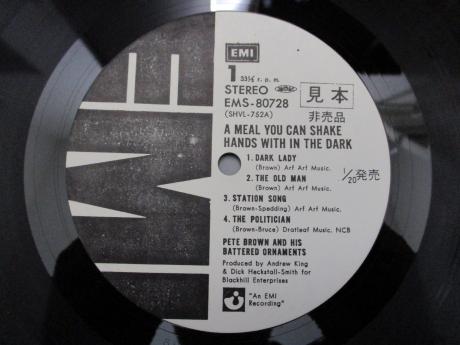 EMI
1 33⅓ r. p. m.
STEREO
EMS-80728
(SHVL-752A)
見本
非売品
A MEAL YOU CAN SHAKE
HANDS WITH IN THE DARK
1. DARK LADY
(Brown) Arf Arf Music.
2. THE OLD MAN
(Brown) Arf Arf Music.
1/20発売
3. STATION SONG
(Brown-Spedding) Arf Arf Music.
4. THE POLITICIAN
(Brown-Bruce) Dratleaf Music. NCB
PETE BROWN AND HIS
BATTERED ORNAMENTS
Produced by Andrew King
& Dick Heckstall-Smith for
Blackhill Enterprises
"An EMI
Recording"